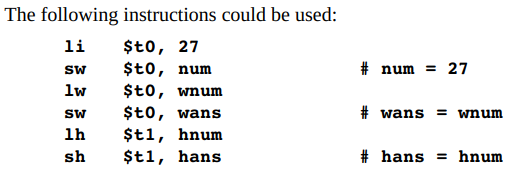 The following instructions could be used:
li $t0, 27
sw $t0, num # num = 27
lw $t0, wnum
sw $t0, wans # wans = wnum
lh $t1, hnum
sh $t1, hans # hans = hnum